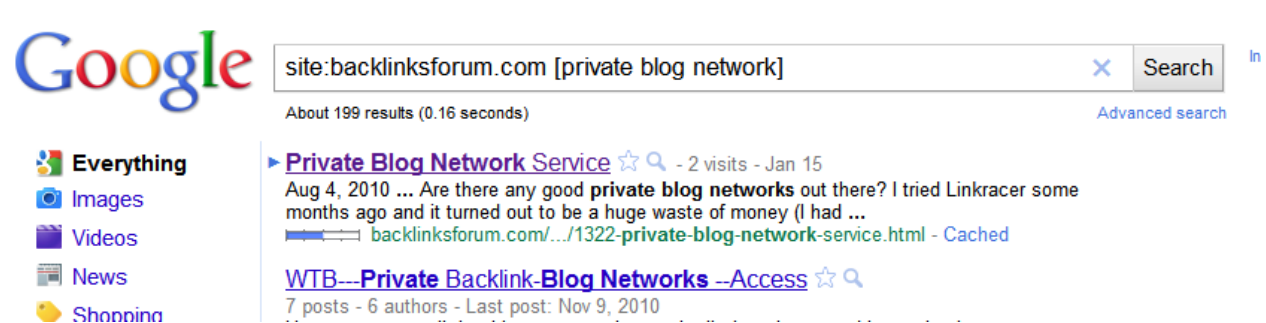 Google
site:backlinksforum.com [private blog network]
Search
In
About 199 results (0.16 seconds)
Advanced search
Everything
Images
Videos
News
Shopping
Private Blog Network Service - 2 visits - Jan 15
Aug 4, 2010 ... Are there any good private blog networks out there? I tried Linkracer some
months ago and it turned out to be a huge waste of money (I had ...
backlinksforum.com/.../1322-private-blog-network-service.html - Cached
WTB---Private Backlink-Blog Networks --Access
7 posts - 6 authors - Last post: Nov 9, 2010